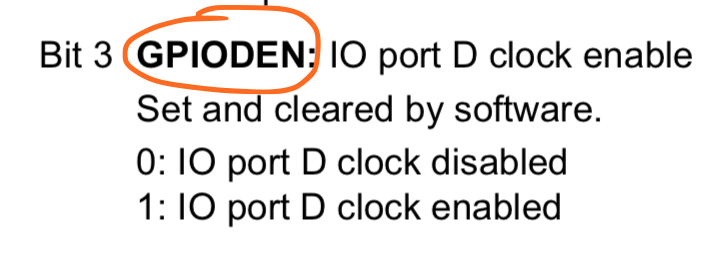 Bit 3 GPIODEN: IO port D clock enable
Set and cleared by software.
0: IO port D clock disabled
1: IO port D clock enabled